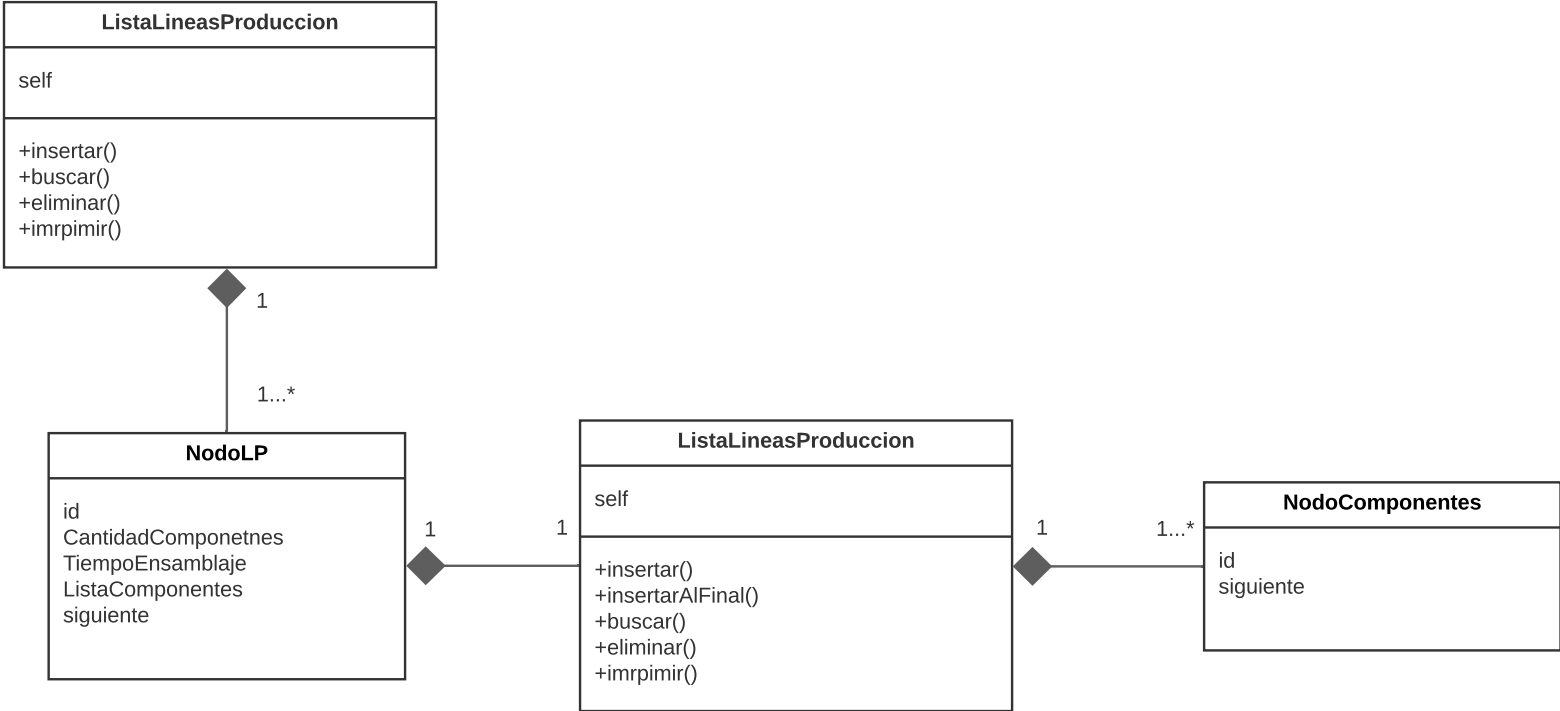 ListaLineasProduccion
self
+insertar()
+buscar()
+eliminar()
+imrpimir()
1
1...*
NodoLP
id
CantidadComponetnes
TiempoEnsamblaje
ListaComponentes
siguiente
1
1
ListaLineasProduccion
self
+insertar()
+insertarAlFinal()
+buscar()
+eliminar()
+imrpimir()
1
1...*
NodoComponentes
id
siguiente